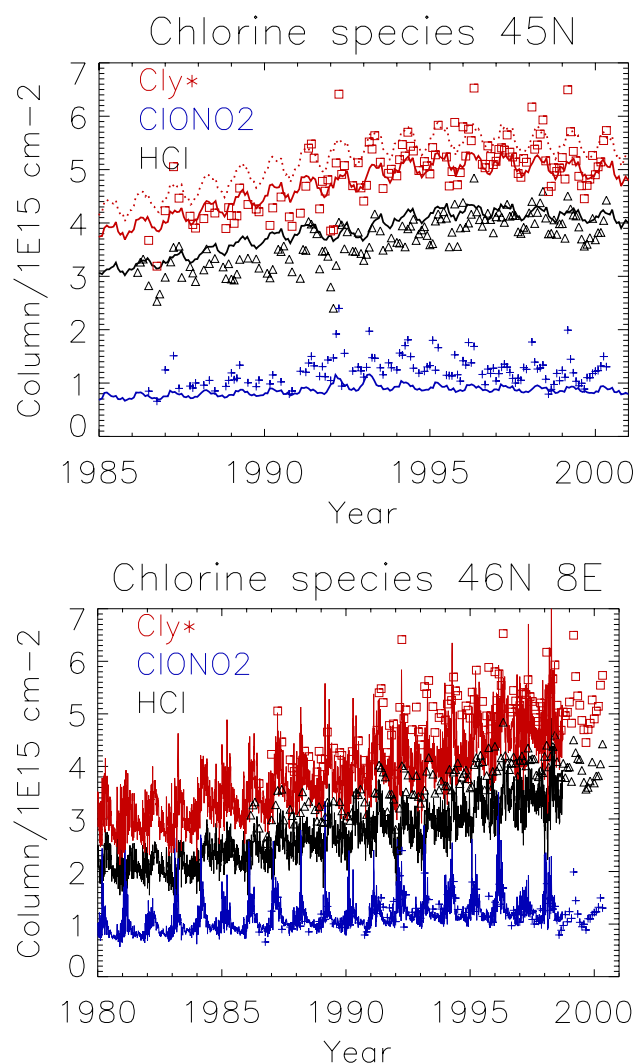 Chlorine species 45N
7
6
5
4
3
2
1
0
Column/1E15 cm-2
Cly*
ClONO2
HCl
1985 1990 1995 2000
Year
Chlorine species 46N 8E
7
6
5
4
3
2
1
0
Column/1E15 cm-2
Cly*
ClONO2
HCl
1980 1985 1990 1995 2000
Year